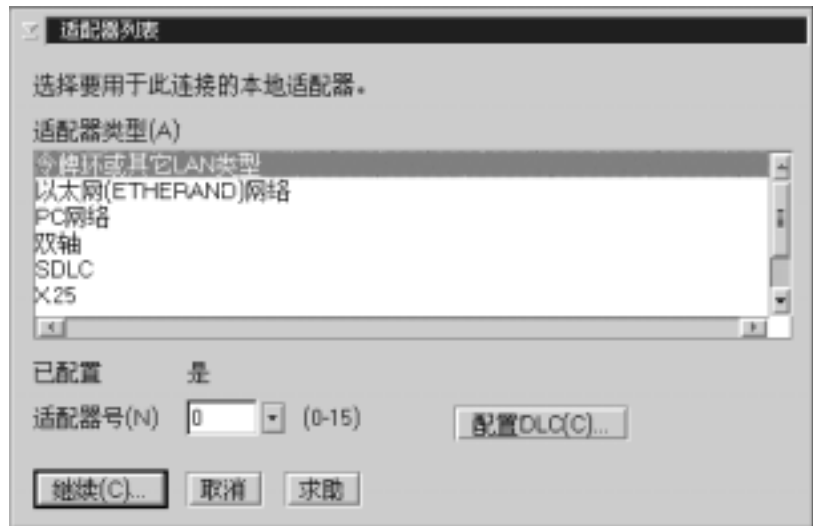 适配器列表
选择要用于此连接的本地适配器。
适配器类型(A)
令牌环或其它LAN类型
以太网(ETHERAND)网络
PC网络
双轴
SDLC
X.25
已配置 是
适配器号(N) 0 (0-15) 配置DLC(C)...
继续(C)... 取消 求助